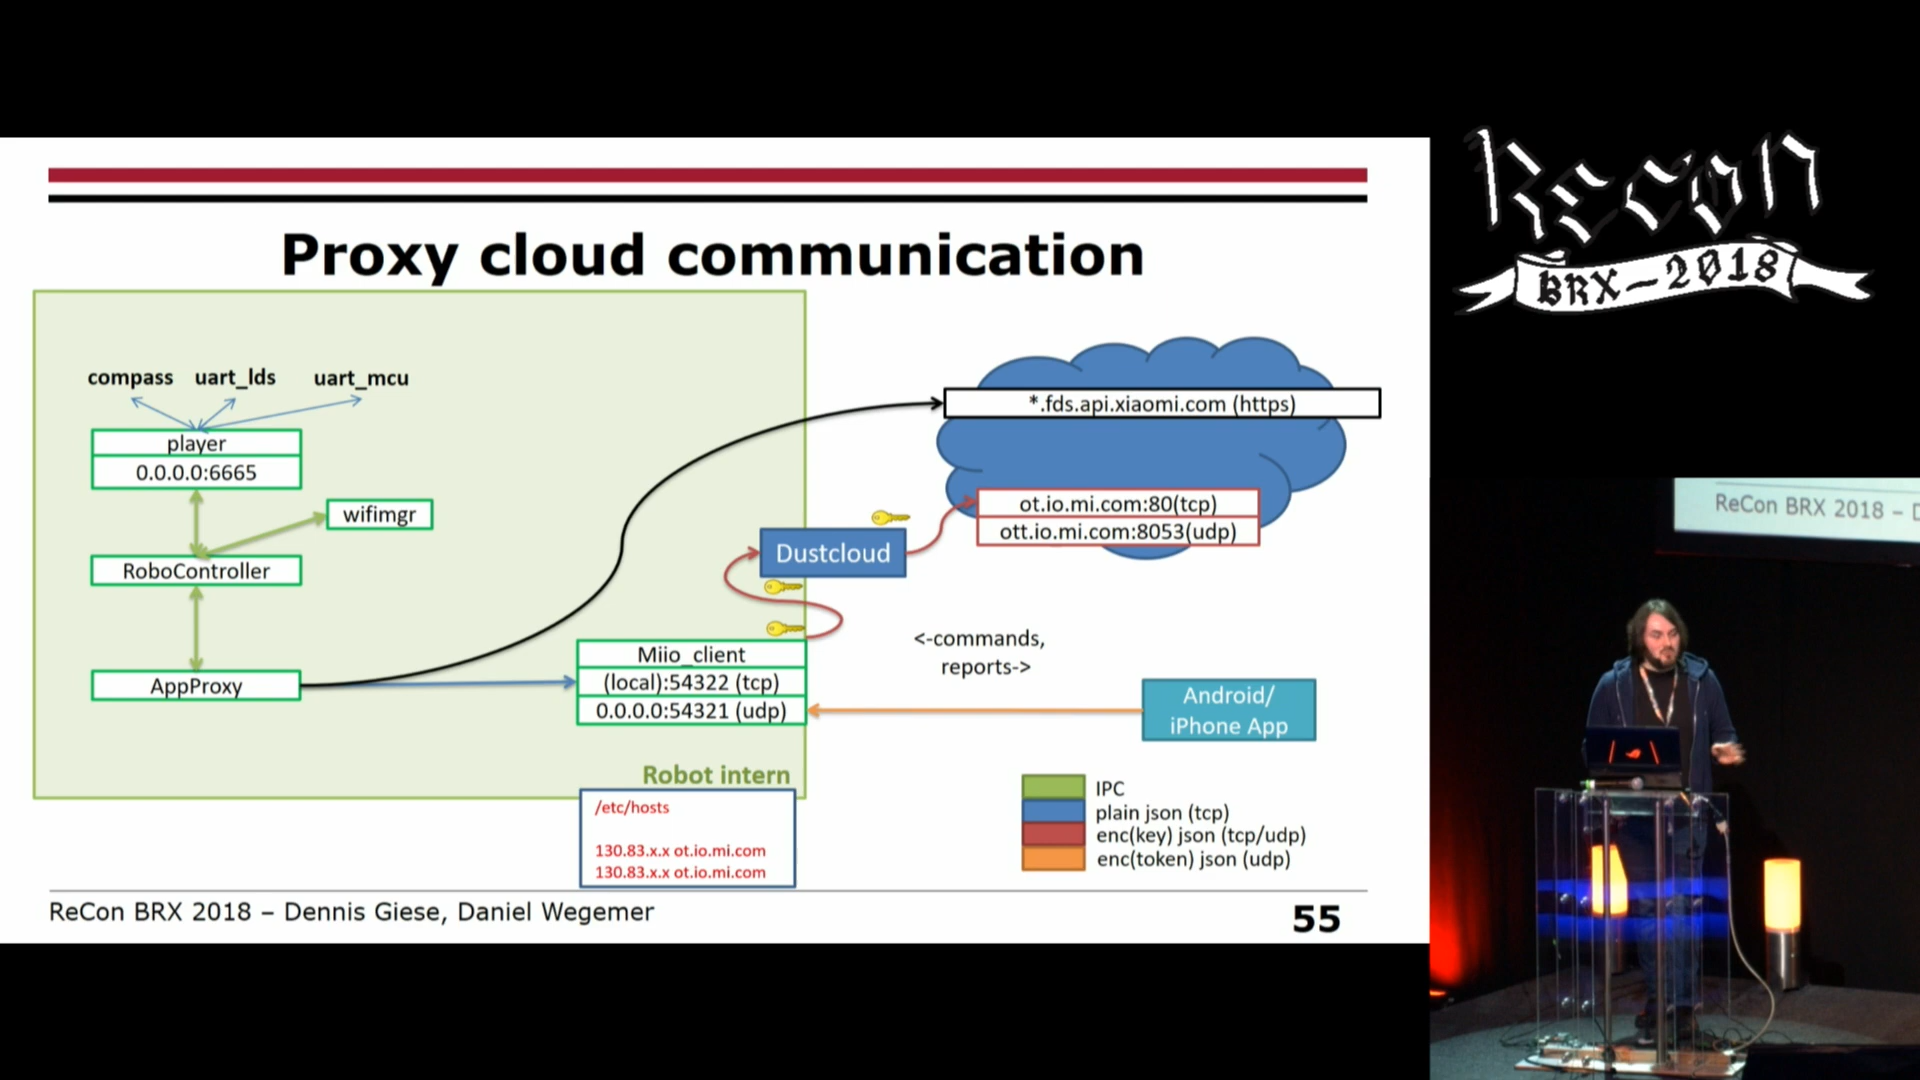 Proxy cloud communication
compass uart_lds uart_mcu
player
0.0.0.0:6665
wifimgr
RoboController
AppProxy
*.fds.api.xiaomi.com (https)
ot.io.mi.com:80(tcp)
ott.io.mi.com:8053(udp)
Dustcloud
Miio_client
(local):54322 (tcp)
0.0.0.0:54321 (udp)
<-commands,
reports->
Android/
iPhone App
Robot intern
/etc/hosts
130.83.x.x ot.io.mi.com
130.83.x.x ot.io.mi.com
IPC
plain json (tcp)
enc(key) json (tcp/udp)
enc(token) json (udp)
ReCon BRX 2018 – Dennis Giese, Daniel Wegemer
55
Recon
BRX-2018
ReCon BRX 2018 – D